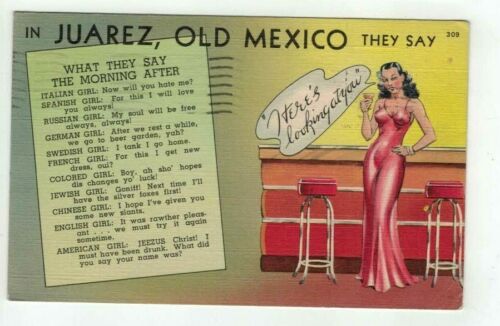 IN JUAREZ, OLD MEXICO THEY SAY
309
WHAT THEY SAY
THE MORNING AFTER
ITALIAN GIRL: Now will you hate me?
SPANISH GIRL: For this I will love
you always!
RUSSIAN GIRL: My soul will be free
always, always!
GERMAN GIRL: After we rest a while,
we go to beer garden, yah?
SWEDISH GIRL: I tank I go home.
FRENCH GIRL: For this I get new
dress, oui?
COLORED GIRL: Boy, ah sho' hopes
dis changes yo' luck!
JEWISH GIRL: Goniff! Next time I'll
have the silver foxes first!
CHINESE GIRL: I hope I've given you
some new slants.
ENGLISH GIRL: It was rawther pleas-
ant . . . we must try it again
sometime.
AMERICAN GIRL: JEEZUS Christ! I
must have been drunk. What did
you say your name was?
"Here's
looking at you"